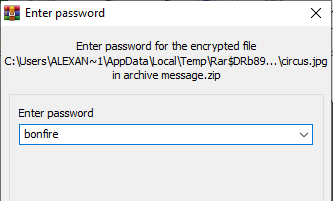 Enter password
Enter password for the encrypted file
C:\Users\ALEXAN~1\AppData\Local\Temp\Rar$DRb89...\circus.jpg
in archive message.zip
Enter password
bonfire